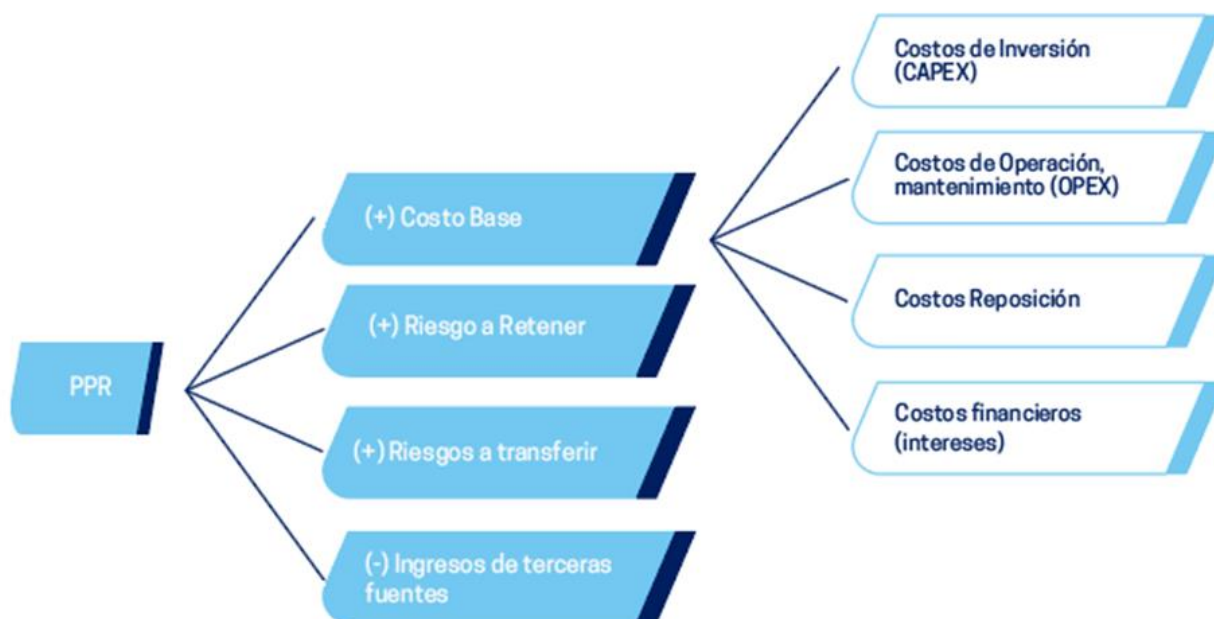 PPR
(+) Costo Base
(+) Riesgo a Retener
(+) Riesgos a transferir
(-) Ingresos de terceras
fuentes
Costos de Inversión
(CAPEX)
Costos de Operación,
mantenimiento (OPEX)
Costos Reposición
Costos financieros
(intereses)